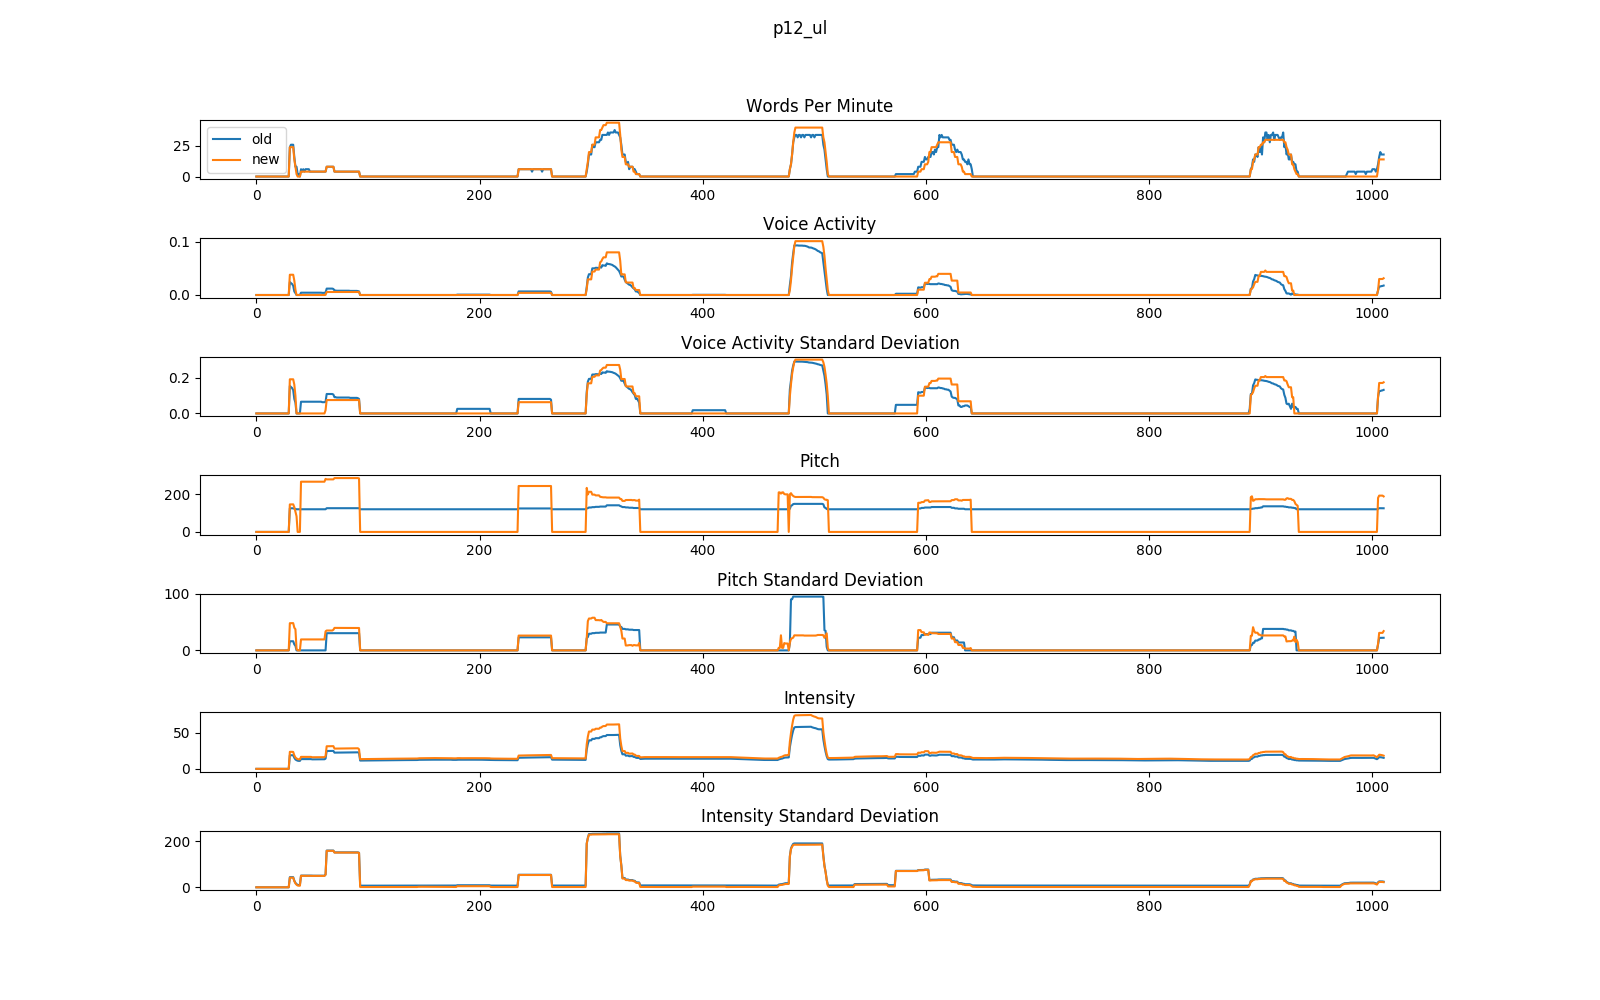 p12_ul
Words Per Minute
old
new
25
0
0 200 400 600 800 1000
Voice Activity
0.1
0.0
0 200 400 600 800 1000
Voice Activity Standard Deviation
0.2
0.0
0 200 400 600 800 1000
Pitch
200
0
0 200 400 600 800 1000
Pitch Standard Deviation
100
0
0 200 400 600 800 1000
Intensity
50
0
0 200 400 600 800 1000
Intensity Standard Deviation
200
0
0 200 400 600 800 1000